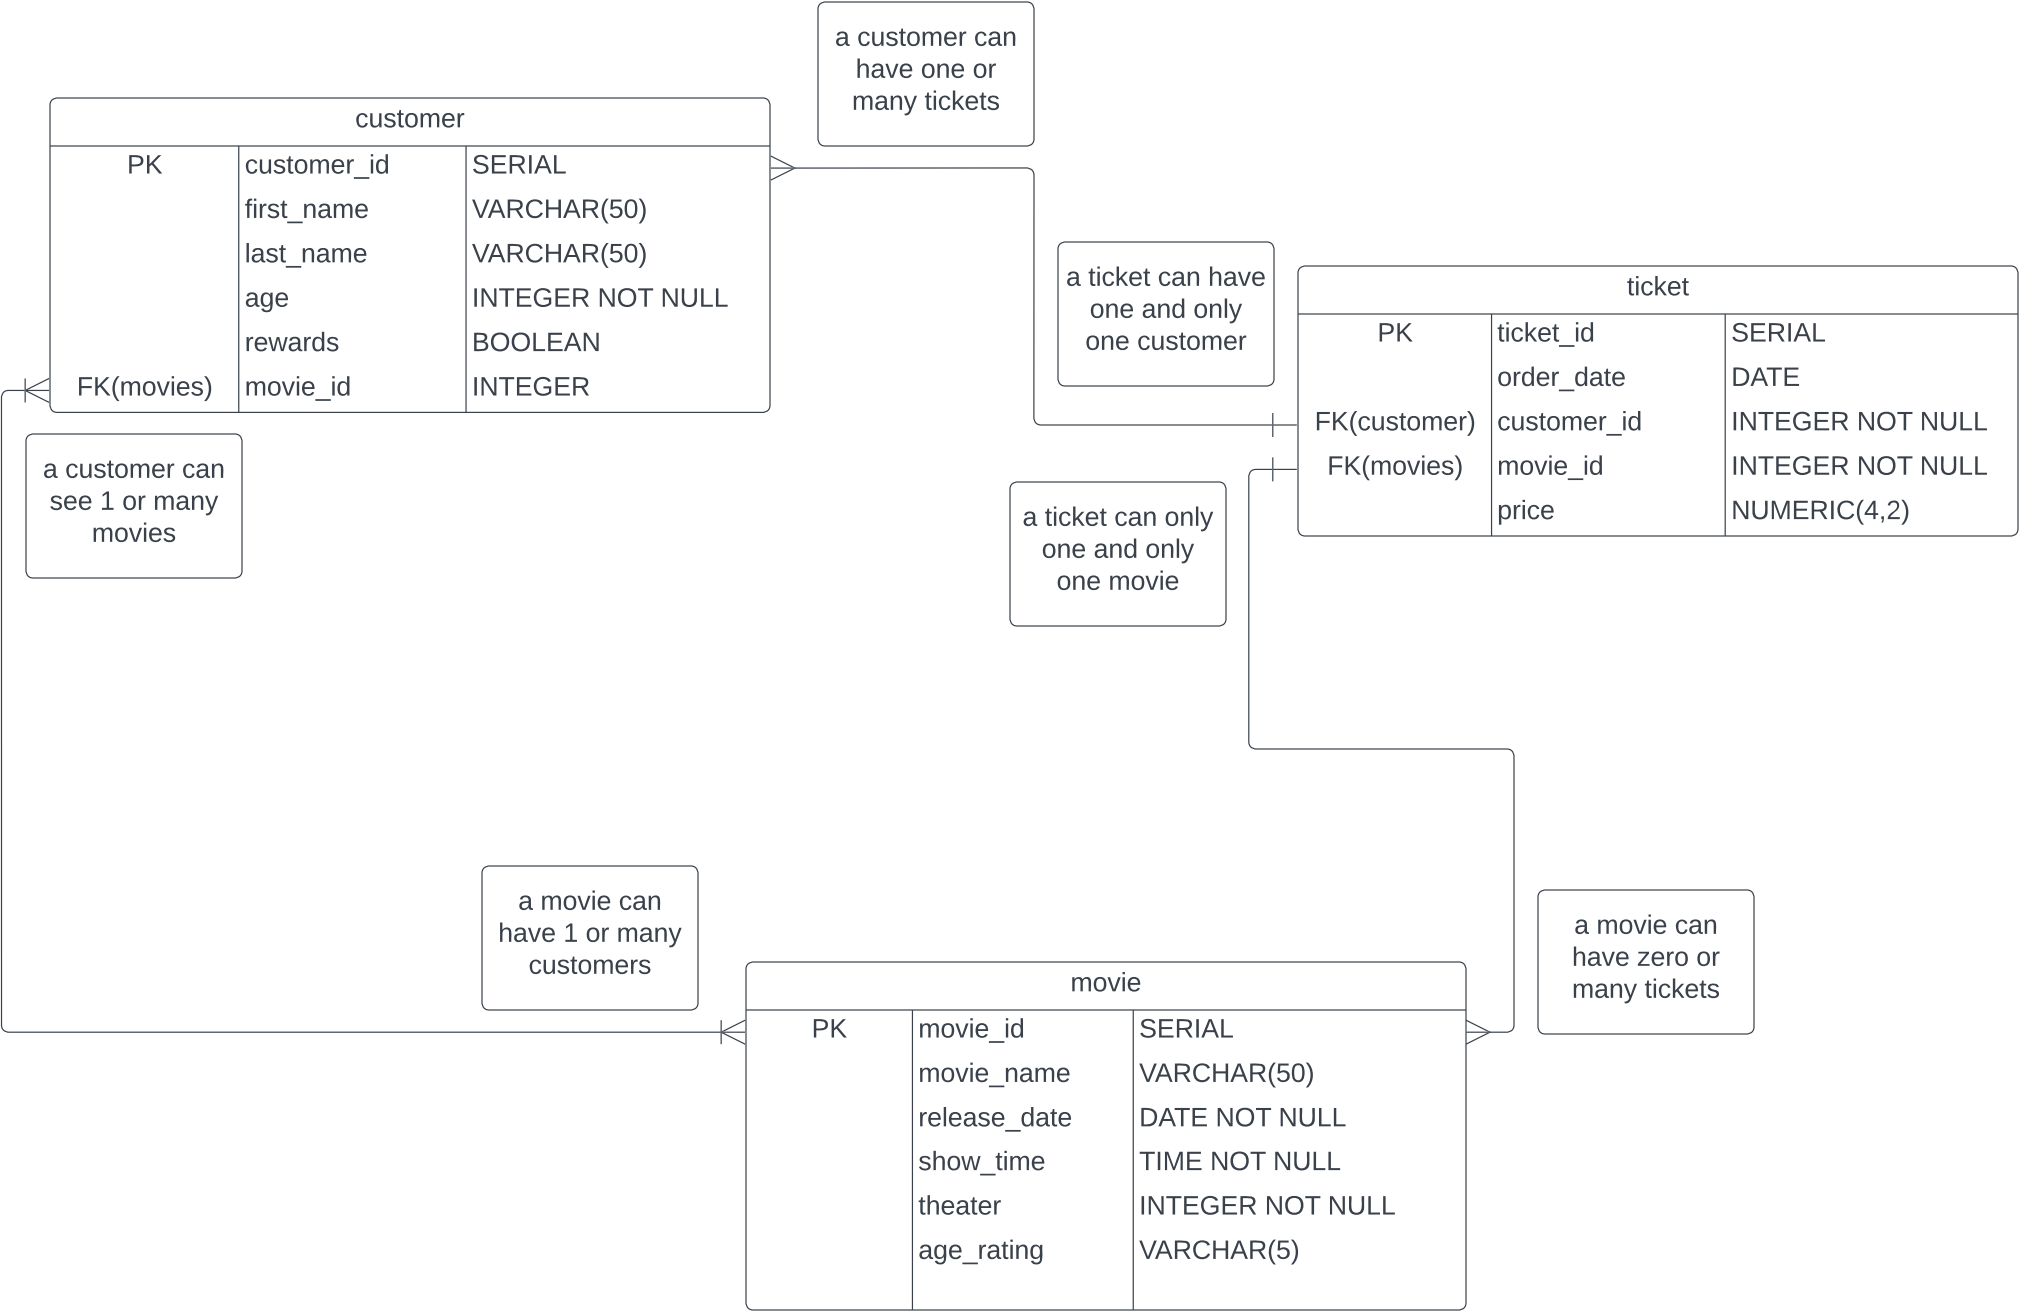 a customer can
have one or
many tickets
customer
PK customer_id SERIAL
first_name VARCHAR(50)
last_name VARCHAR(50)
age INTEGER NOT NULL
rewards BOOLEAN
FK(movies) movie_id INTEGER
a ticket can have
one and only
one customer
ticket
PK ticket_id SERIAL
order_date DATE
FK(customer) customer_id INTEGER NOT NULL
FK(movies) movie_id INTEGER NOT NULL
price NUMERIC(4,2)
a customer can
see 1 or many
movies
a ticket can only
one and only
one movie
a movie can
have 1 or many
customers
a movie can
have zero or
many tickets
movie
PK movie_id SERIAL
movie_name VARCHAR(50)
release_date DATE NOT NULL
show_time TIME NOT NULL
theater INTEGER NOT NULL
age_rating VARCHAR(5)